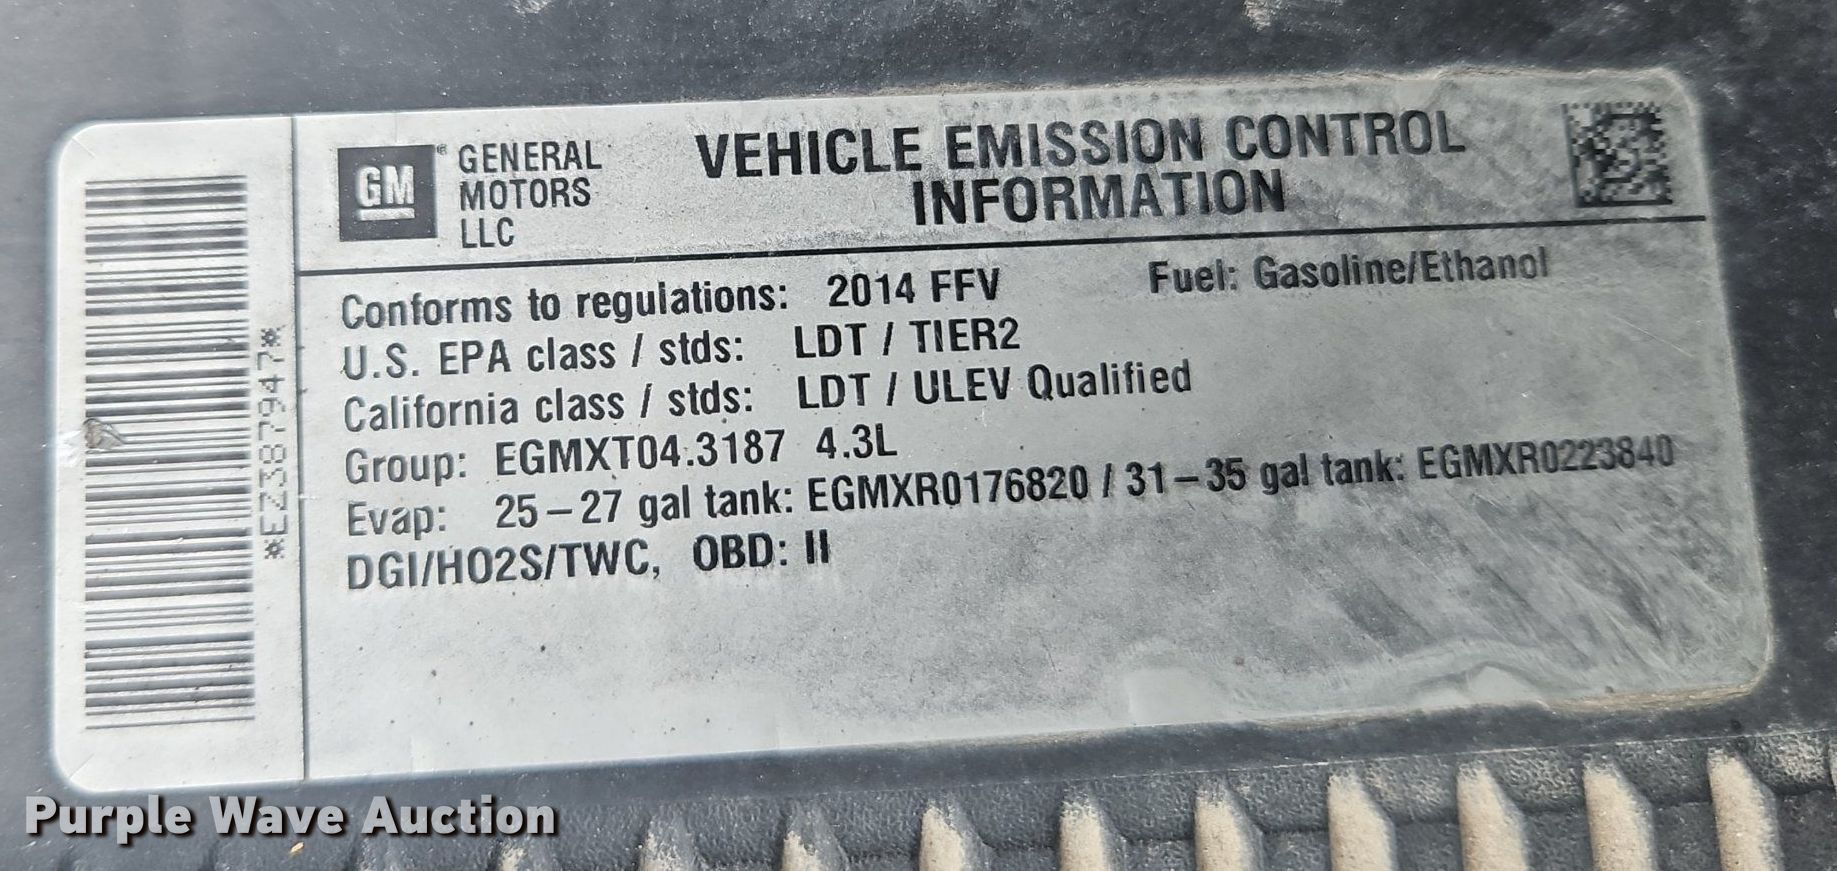 *EZ387947*
GM
GENERAL
MOTORS
LLC
VEHICLE EMISSION CONTROL
INFORMATION
Conforms to regulations: 2014 FFV Fuel: Gasoline/Ethanol
U.S. EPA class / stds: LDT / TIER2
California class / stds: LDT / ULEV Qualified
Group: EGMXT04.3187 4.3L
Evap: 25-27 gal tank: EGMXR0176820 / 31-35 gal tank: EGMXR0223840
DGI/HO2S/TWC, OBD: II
Purple Wave Auction